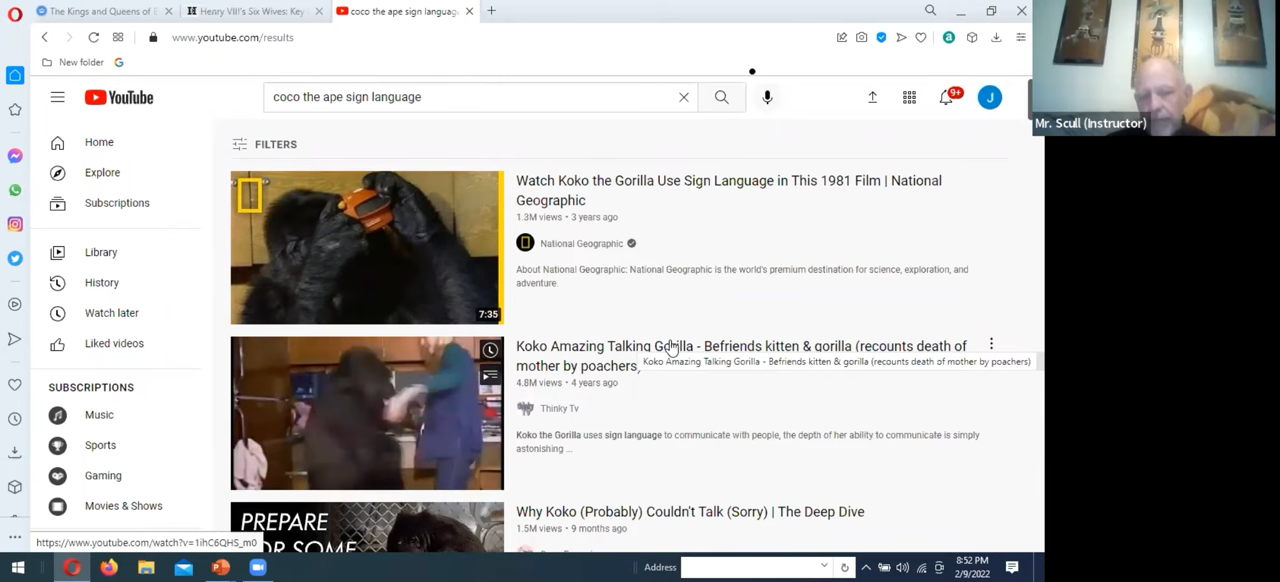 The Kings and Queens of E
Henry VIII's Six Wives: Key
coco the ape sign language
www.youtube.com/results
New folder
YouTube
coco the ape sign language
9+
J
Mr. Scull (Instructor)
Home
Explore
Subscriptions
Library
History
Watch later
Liked videos
SUBSCRIPTIONS
Music
Sports
Gaming
Movies & Shows
FILTERS
7:35
Watch Koko the Gorilla Use Sign Language in This 1981 Film | National
Geographic
1.3M views • 3 years ago
National Geographic
About National Geographic: National Geographic is the world's premium destination for science, exploration, and
adventure.
Koko Amazing Talking Gorilla - Befriends kitten & gorilla (recounts death of
mother by poachers,
Koko Amazing Talking Gorilla - Befriends kitten & gorilla (recounts death of mother by poachers)
4.8M views • 4 years ago
Thinky Tv
Koko the Gorilla uses sign language to communicate with people, the depth of her ability to communicate is simply
astonishing ...
PREPARE
FOR SOME
Why Koko (Probably) Couldn't Talk (Sorry) | The Deep Dive
1.5M views • 9 months ago
https://www.youtube.com/watch?v=1ihC6QHS_m0
Address
8:52 PM
2/9/2022